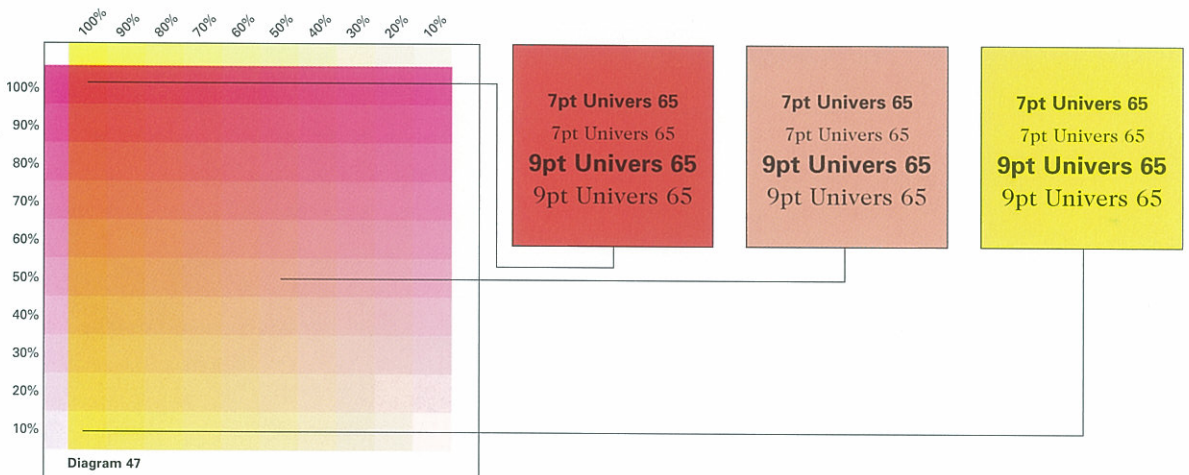 100% 90% 80% 70% 60% 50% 40% 30% 20% 10%
100%
90%
80%
70%
60%
50%
40%
30%
20%
10%
Diagram 47
7pt Univers 65
7pt Univers 65
9pt Univers 65
9pt Univers 65
7pt Univers 65
7pt Univers 65
9pt Univers 65
9pt Univers 65
7pt Univers 65
7pt Univers 65
9pt Univers 65
9pt Univers 65